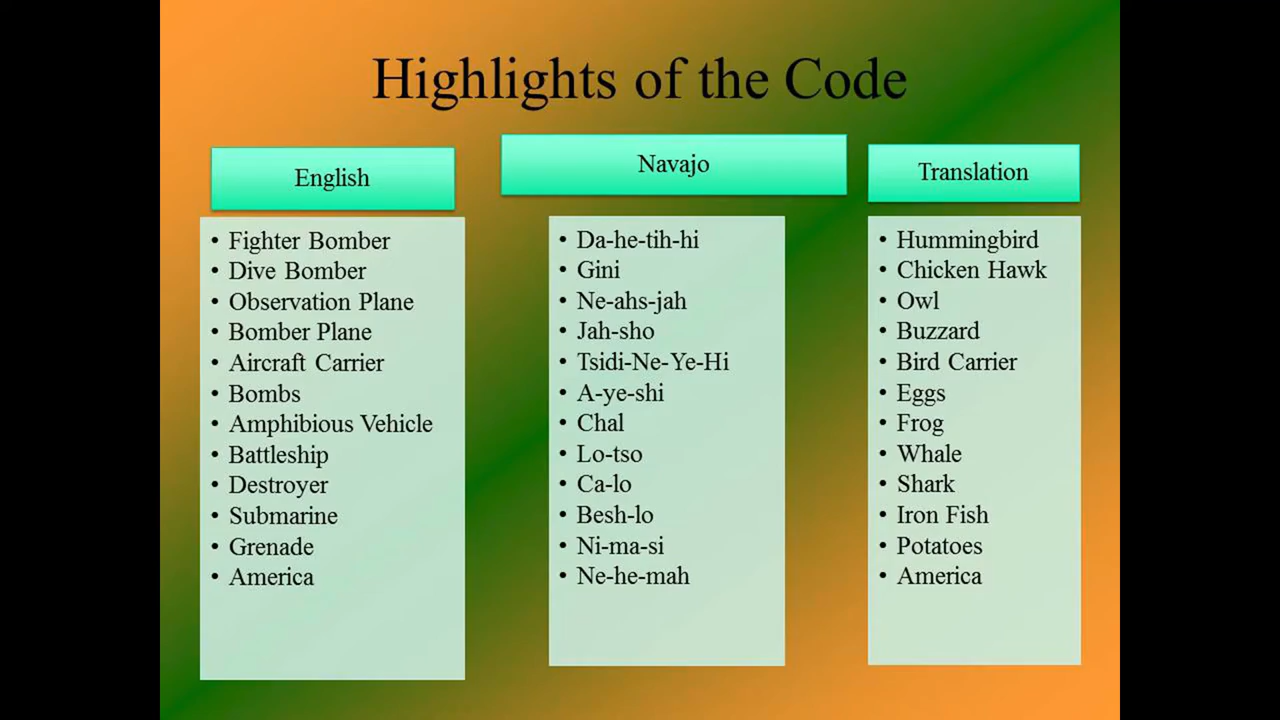 Highlights of the Code
English
• Fighter Bomber
• Dive Bomber
• Observation Plane
• Bomber Plane
• Aircraft Carrier
• Bombs
• Amphibious Vehicle
• Battleship
• Destroyer
• Submarine
• Grenade
• America
Navajo
• Da-he-tih-hi
• Gini
• Ne-ahs-jah
• Jah-sho
• Tsidi-Ne-Ye-Hi
• A-ye-shi
• Chal
• Lo-tso
• Ca-lo
• Besh-lo
• Ni-ma-si
• Ne-he-mah
Translation
• Hummingbird
• Chicken Hawk
• Owl
• Buzzard
• Bird Carrier
• Eggs
• Frog
• Whale
• Shark
• Iron Fish
• Potatoes
• America